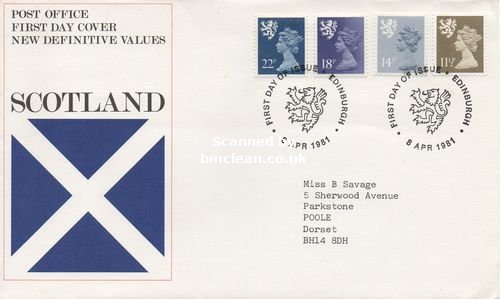 POST OFFICE
FIRST DAY COVER
NEW DEFINITIVE VALUES
SCOTLAND
22P
18P
14P
11½P
FIRST DAY OF ISSUE • EDINBURGH •
8 APR 1981
FIRST DAY OF ISSUE • EDINBURGH •
8 APR 1981
Scanned by
bmclean.co.uk
Miss B Savage
5 Sherwood Avenue
Parkstone
POOLE
Dorset
BH14 8DH